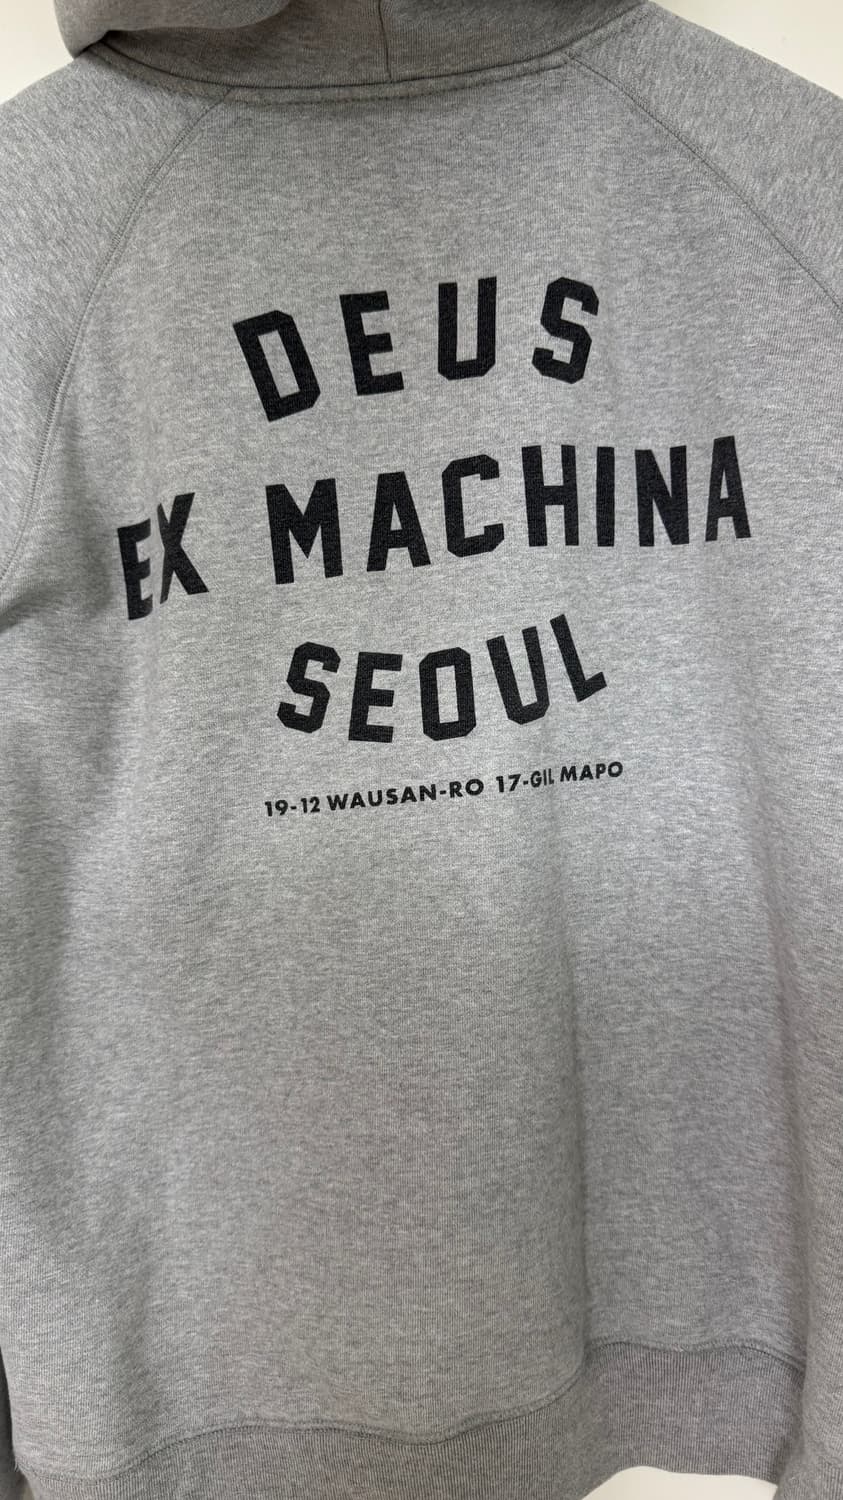 DEUS
EX MACHINA
SEOUL
19-12 WAUSAN-RO 17-GIL MAPO